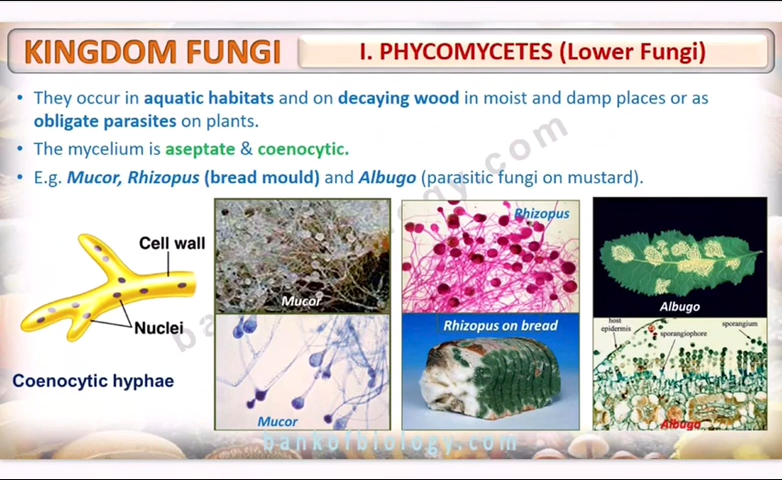 KINGDOM FUNGI
I. PHYCOMYCETES (Lower Fungi)
• They occur in aquatic habitats and on decaying wood in moist and damp places or as
obligate parasites on plants.
• The mycelium is aseptate & coenocytic.
• E.g. Mucor, Rhizopus (bread mould) and Albugo (parasitic fungi on mustard).
Cell wall
Nuclei
Coenocytic hyphae
Mucor
Mucor
Rhizopus
Rhizopus on bread
Albugo
host
epidermis
sporangiophore
sporangium
Albugo
bankofbiology.com